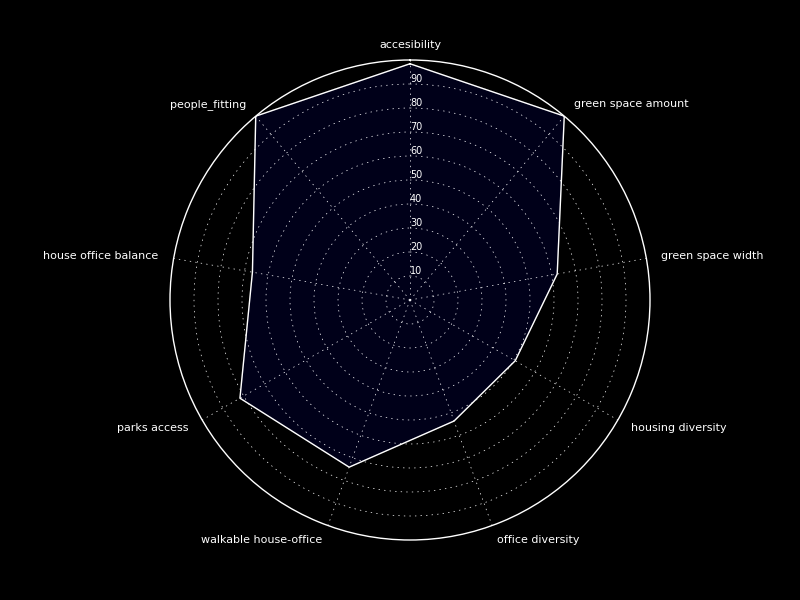 accesibility
90
people_fitting
green space amount
80
70
60
50
40
30
house office balance
green space width
20
10
parks access
housing diversity
walkable house-office
office diversity